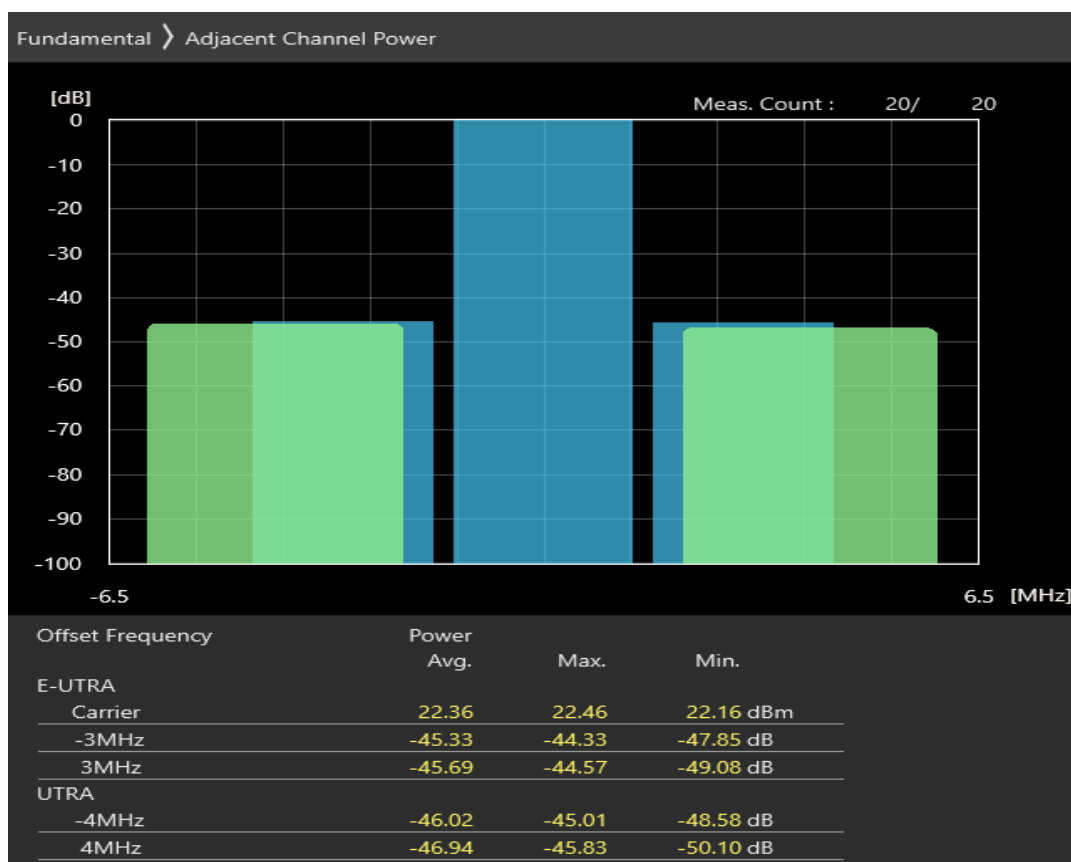 Fundamental 〉 Adjacent Channel Power
[dB]
Meas. Count : 20/ 20
0
-10
-20
-30
-40
-50
-60
-70
-80
-90
-100
-6.5 6.5 [MHz]
Offset Frequency Power
Avg. Max. Min.
E-UTRA
Carrier 22.36 22.46 22.16 dBm
-3MHz -45.33 -44.33 -47.85 dB
3MHz -45.69 -44.57 -49.08 dB
UTRA
-4MHz -46.02 -45.01 -48.58 dB
4MHz -46.94 -45.83 -50.10 dB